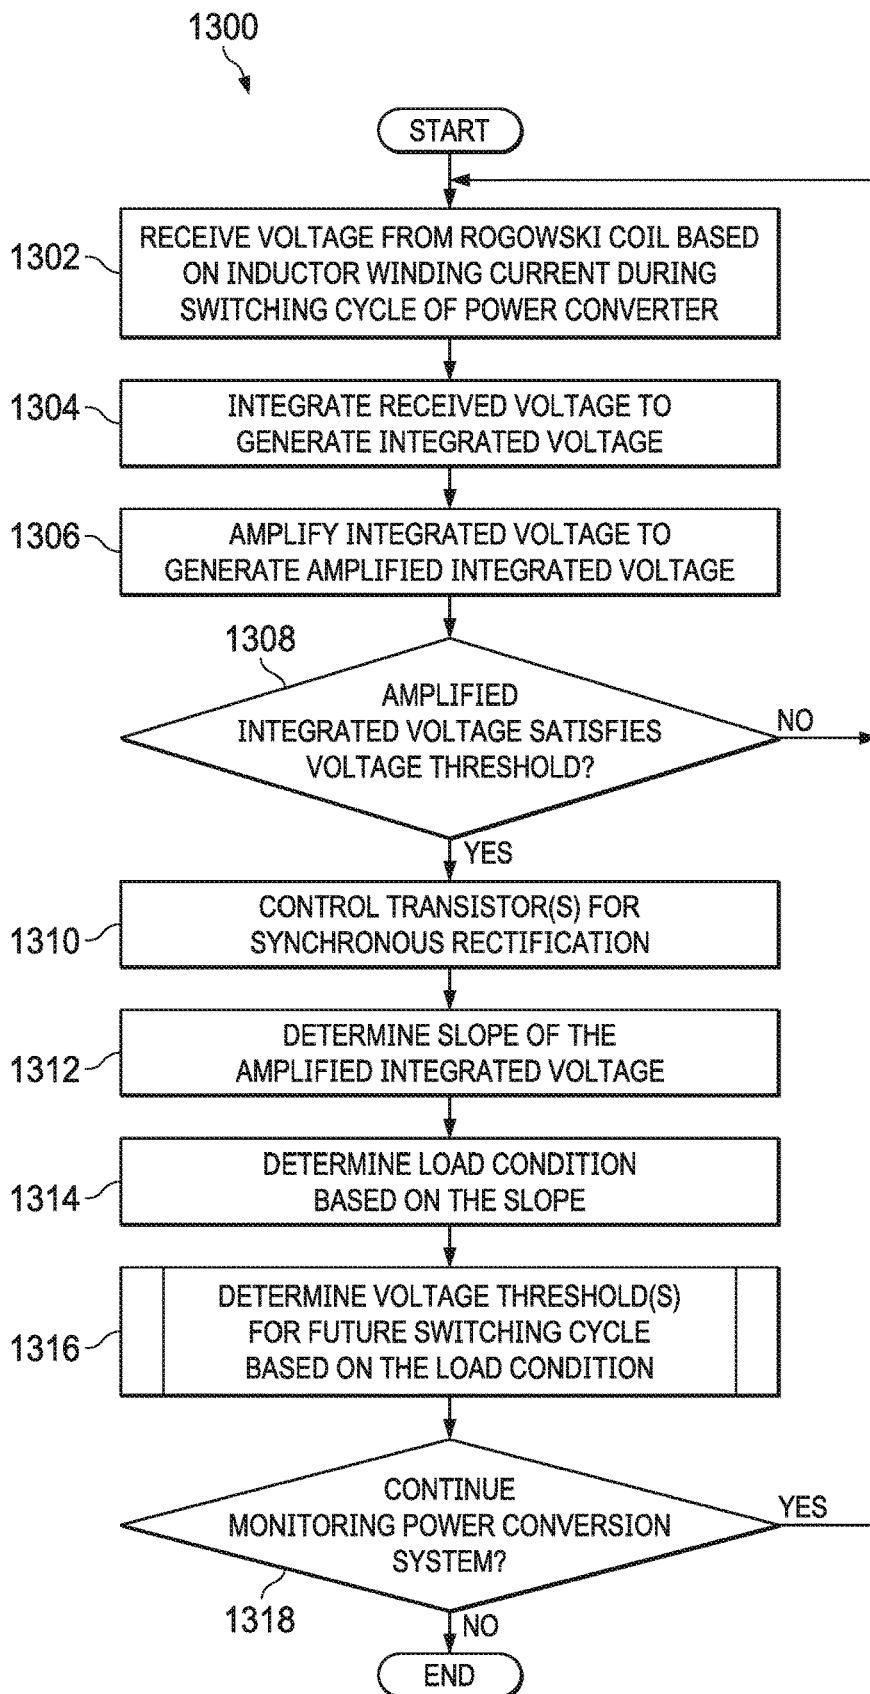 1300
START
1302
RECEIVE VOLTAGE FROM ROGOWSKI COIL BASED
ON INDUCTOR WINDING CURRENT DURING
SWITCHING CYCLE OF POWER CONVERTER
1304
INTEGRATE RECEIVED VOLTAGE TO
GENERATE INTEGRATED VOLTAGE
1306
AMPLIFY INTEGRATED VOLTAGE TO
GENERATE AMPLIFIED INTEGRATED VOLTAGE
1308
AMPLIFIED
INTEGRATED VOLTAGE SATISFIES
VOLTAGE THRESHOLD?
NO
YES
1310
CONTROL TRANSISTOR(S) FOR
SYNCHRONOUS RECTIFICATION
1312
DETERMINE SLOPE OF THE
AMPLIFIED INTEGRATED VOLTAGE
1314
DETERMINE LOAD CONDITION
BASED ON THE SLOPE
1316
DETERMINE VOLTAGE THRESHOLD(S)
FOR FUTURE SWITCHING CYCLE
BASED ON THE LOAD CONDITION
CONTINUE
MONITORING POWER CONVERSION
SYSTEM?
YES
1318
NO
END